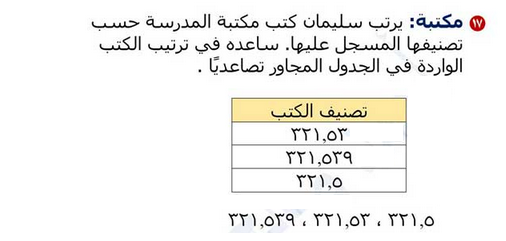 ١٧ مكتبة: يرتب سليمان كتب مكتبة المدرسة حسب
تصنيفها المسجل عليها. ساعده في ترتيب الكتب
الواردة في الجدول المجاور تصاعديًا .
تصنيف الكتب
٣٢١,٥٣
٣٢١,٥٣٩
٣٢١,٥
٣٢١,٥ ، ٣٢١,٥٣ ، ٣٢١,٥٣٩